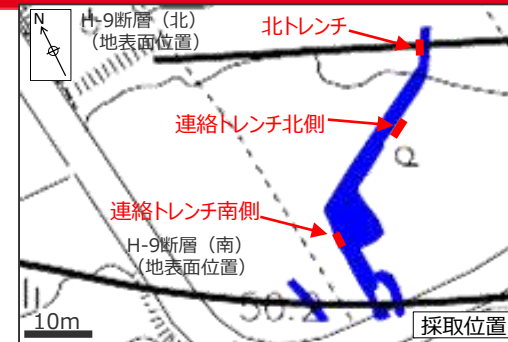 N
H-9断層（北）
（地表面位置）
北トレンチ
連絡トレンチ北側
連絡トレンチ南側
H-9断層（南）
（地表面位置）
10m
採取位置